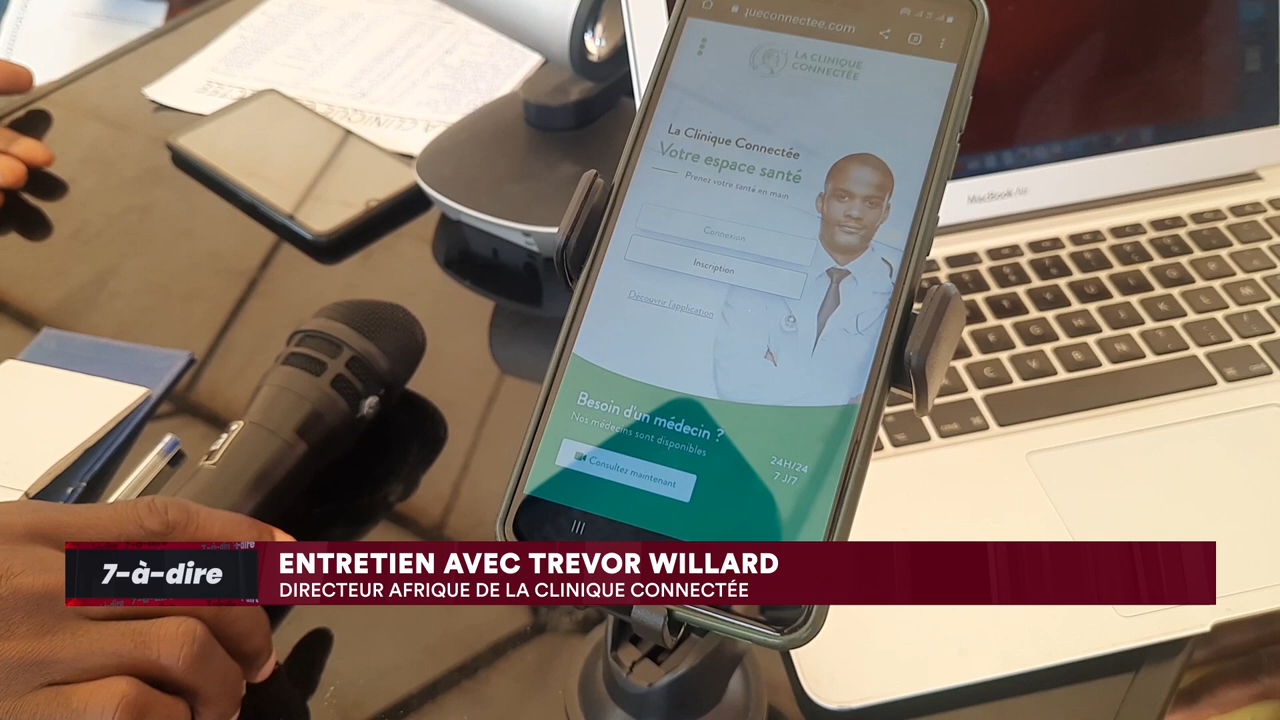 ueconnectee.com
LA CLINIQUE
CONNECTÉE
La Clinique Connectée
Votre espace santé
Prenez votre santé en main
Connexion
Inscription
Découvrir l'application
Besoin d'un médecin ?
Nos médecins sont disponibles
Consultez maintenant
24H/24
7 J/7
MacBook Air
7-à-dire
ENTRETIEN AVEC TREVOR WILLARD
DIRECTEUR AFRIQUE DE LA CLINIQUE CONNECTÉE